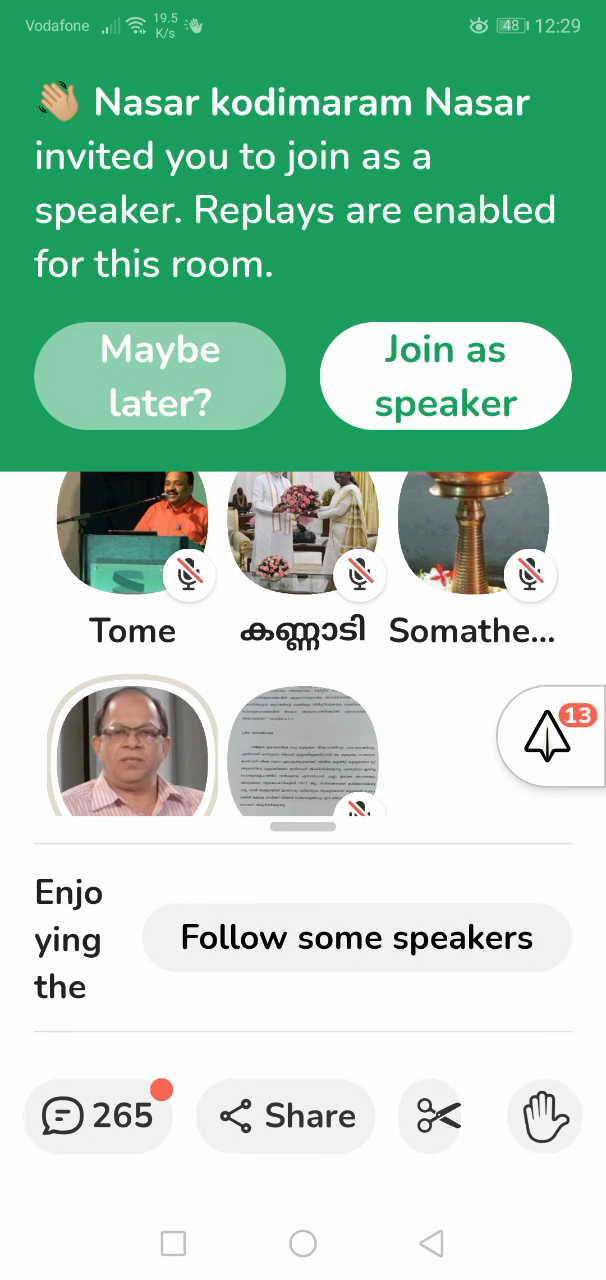 Vodafone 19.5 K/s 48 12:29
👋🏼 Nasar kodimaram Nasar
invited you to join as a
speaker. Replays are enabled
for this room.
Maybe later?
Join as speaker
Tome കണ്ണാടി Somathe...
13
Enjo
ying
the
Follow some speakers
265 Share